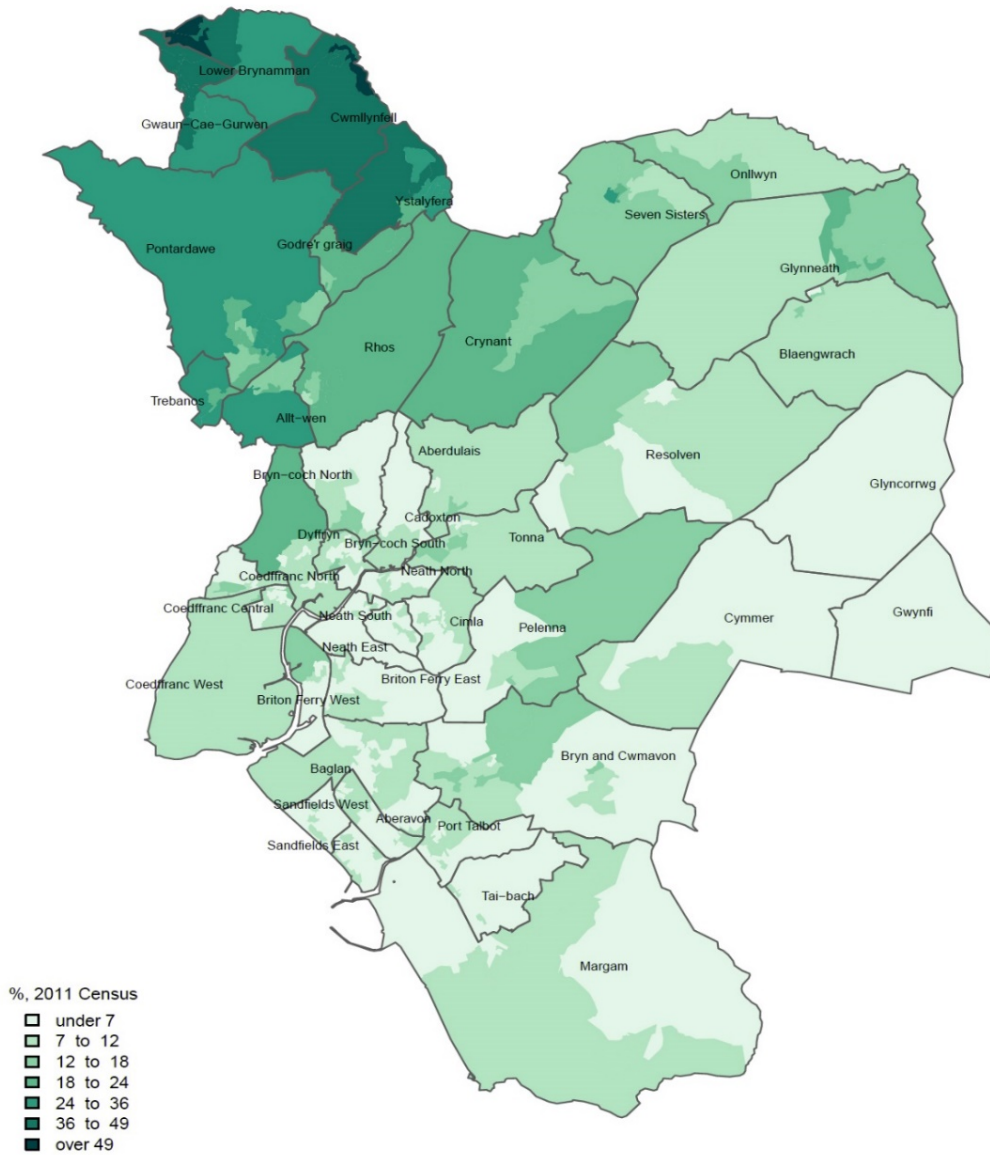 Lower Brynamman
Gwaun-Cae-Gurwen
Cwmllynfell
Onllwyn
Ystalyfera
Seven Sisters
Pontardawe
Godre'r graig
Glynneath
Rhos
Crynant
Blaengwrach
Trebanos
Allt-wen
Aberdulais
Resolven
Bryn-coch North
Glyncorrwg
Cadoxton
Dyffryn
Bryn-coch South
Tonna
Coedffranc North
Neath North
Coedffranc Central
Neath South
Cimla
Pelenna
Cymmer
Gwynfi
Neath East
Coedffranc West
Briton Ferry East
Briton Ferry West
Bryn and Cwmavon
Baglan
Sandfields West
Aberavon
Port Talbot
Sandfields East
Tai-bach
Margam
%, 2011 Census
under 7
7 to 12
12 to 18
18 to 24
24 to 36
36 to 49
over 49